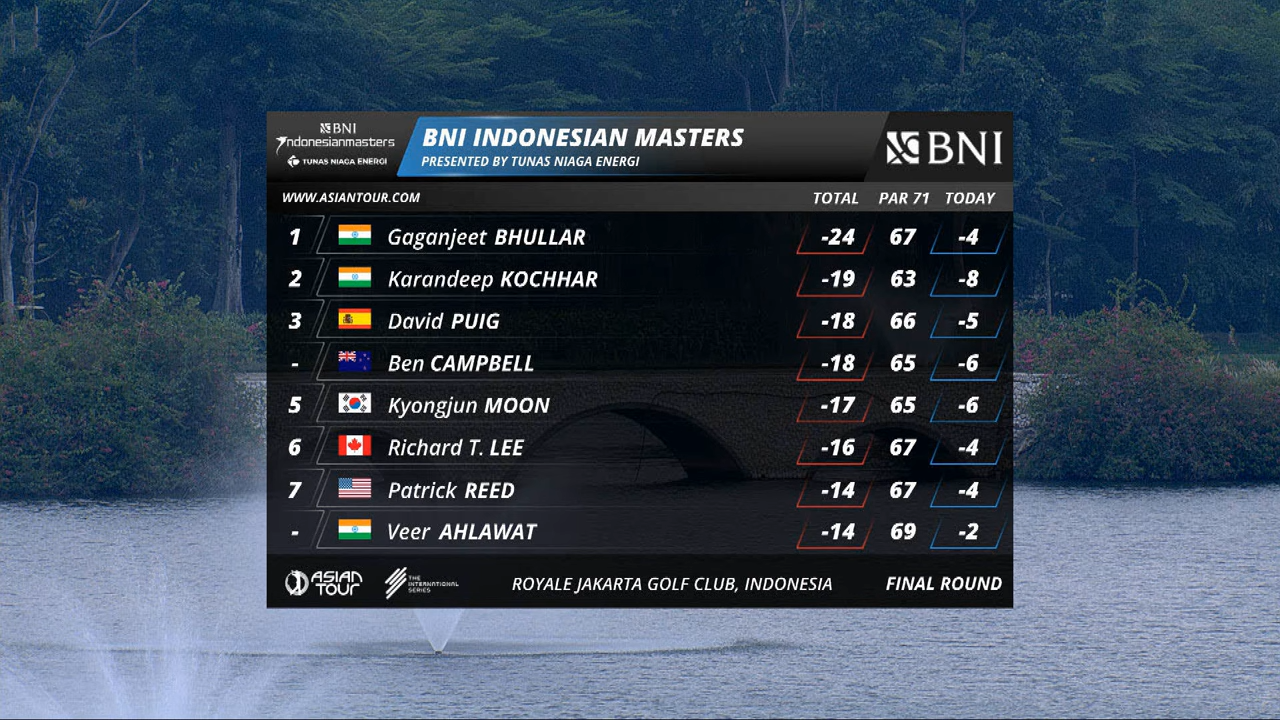 BNI
indonesianmasters
TUNAS NIAGA ENERGI
BNI INDONESIAN MASTERS
PRESENTED BY TUNAS NIAGA ENERGI
BNI
WWW.ASIANTOUR.COM TOTAL PAR 71 TODAY
1 Gaganjeet BHULLAR -24 67 -4
2 Karandeep KOCHHAR -19 63 -8
3 David PUIG -18 66 -5
- Ben CAMPBELL -18 65 -6
5 Kyongjun MOON -17 65 -6
6 Richard T. LEE -16 67 -4
7 Patrick REED -14 67 -4
- Veer AHLAWAT -14 69 -2
ASIAN
TOUR
THE
INTERNATIONAL
SERIES
ROYALE JAKARTA GOLF CLUB, INDONESIA FINAL ROUND